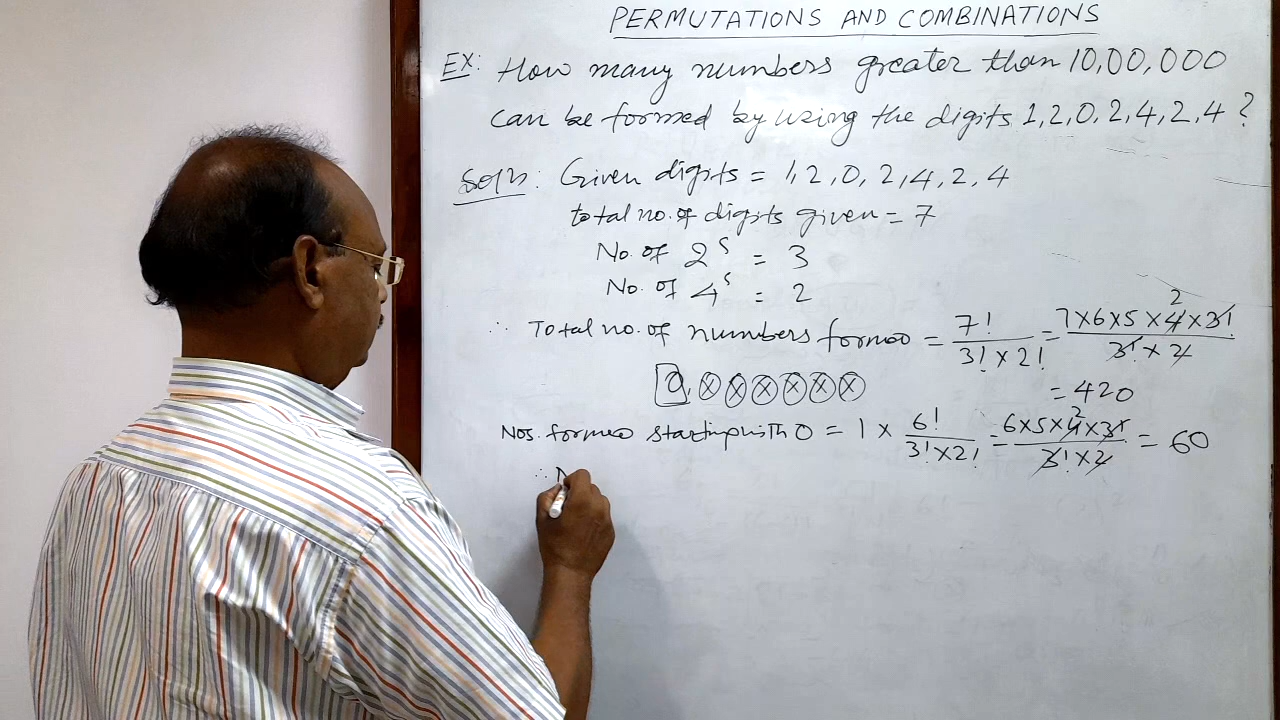 PERMUTATIONS AND COMBINATIONS
EX: How many numbers greater than 10,00,000
can be formed by using the digits 1,2,0,2,4,2,4?
Soln: Given digits = 1,2,0,2,4,2,4
total no. of digits given = 7
No. of 2s = 3
No. of 4s = 2
∴ Total no. of numbers formed = 7!/(3!×2!) = (7×6×5×4×3!)/(3!×2) 2
= 420
0 ⊗ ⊗ ⊗ ⊗ ⊗ ⊗
Nos. formed starting with 0 = 1 × 6!/(3!×2!) = (6×5×4×3!)/(3!×2) 2 = 60
∴ N